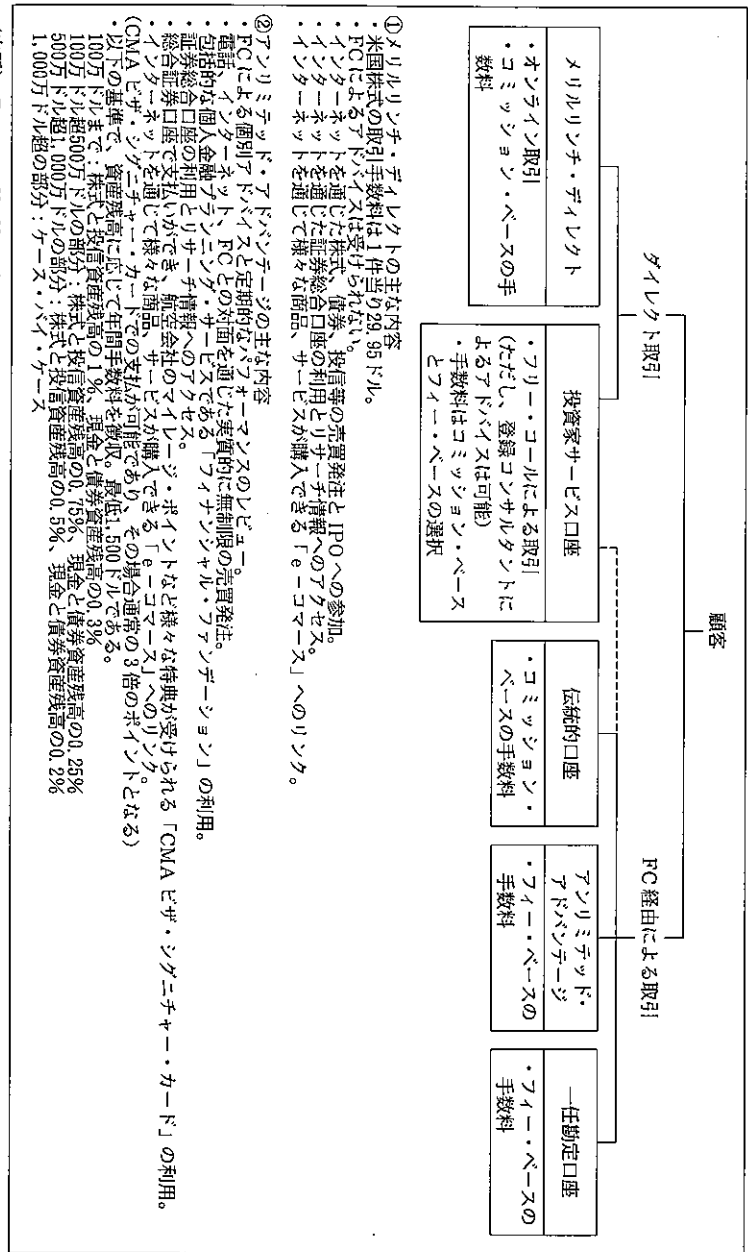 顧客
ダイレクト取引
FC経由による取引
メリルリンチ・ダイレクト
・オンライン取引
・コミッション・ベースの手
数料
投資家サービス口座
・フリー・コールによる取引
(ただし、登録コンサルタントに
よるアドバイスは可能)
・手数料はコミッション・ベース
とフィー・ベースの選択
伝統的口座
・コミッション・
ベースの手数料
アンリミテッド・
アドバンテージ
・フィー・ベースの
手数料
一任勘定口座
・フィー・ベースの
手数料
①メリルリンチ・ダイレクトの主な内容
・米国株式の取引手数料は1件当り29.95ドル。
・FCによるアドバイスは受けられない。
・インターネットを通じた株式、債券、投信等の売買発注とIPOへの参加。
・インターネットを通じた証券総合口座の利用とリサーチ情報へのアクセス。
・インターネットを通じて様々な商品、サービスが購入できる「e-コマース」へのリンク。
②アンリミテッド・アドバンテージの主な内容
・FCによる個別アドバイスと定期的なパフォーマンスのレビュー。
・電話、インターネット、FCとの対面を通じた実質的に無制限の売買発注。
・包括的な個人金融プランニング・サービスである「フィナンシャル・ファンデーション」の利用。
・証券総合口座の利用とリサーチ情報へのアクセス。
・総合証券口座で支払いができ、航空会社のマイレージ・ポイントなど様々な特典が受けられる「CMA ビザ・シグニチャー・カード」の利用。
・インターネットを通じて様々な商品、サービスが購入できる「e-コマース」へのリンク。
(CMA ビザ・シグニチャー・カードでの支払が可能であり、その場合通常の3倍のポイントとなる)
・以下の基準で、資産残高に応じて年間手数料を徴収。最低1,500ドルである。
100万ドルまで:株式と投信資産残高の1%、現金と債券資産残高の0.3%
100万ドル超500万ドルの部分:株式と投信資産残高の0.75%、現金と債券資産残高の0.25%
500万ドル超1,000万ドルの部分:株式と投信資産残高の0.5%、現金と債券資産残高の0.2%
1,000万ドル超の部分:ケース・バイ・ケース